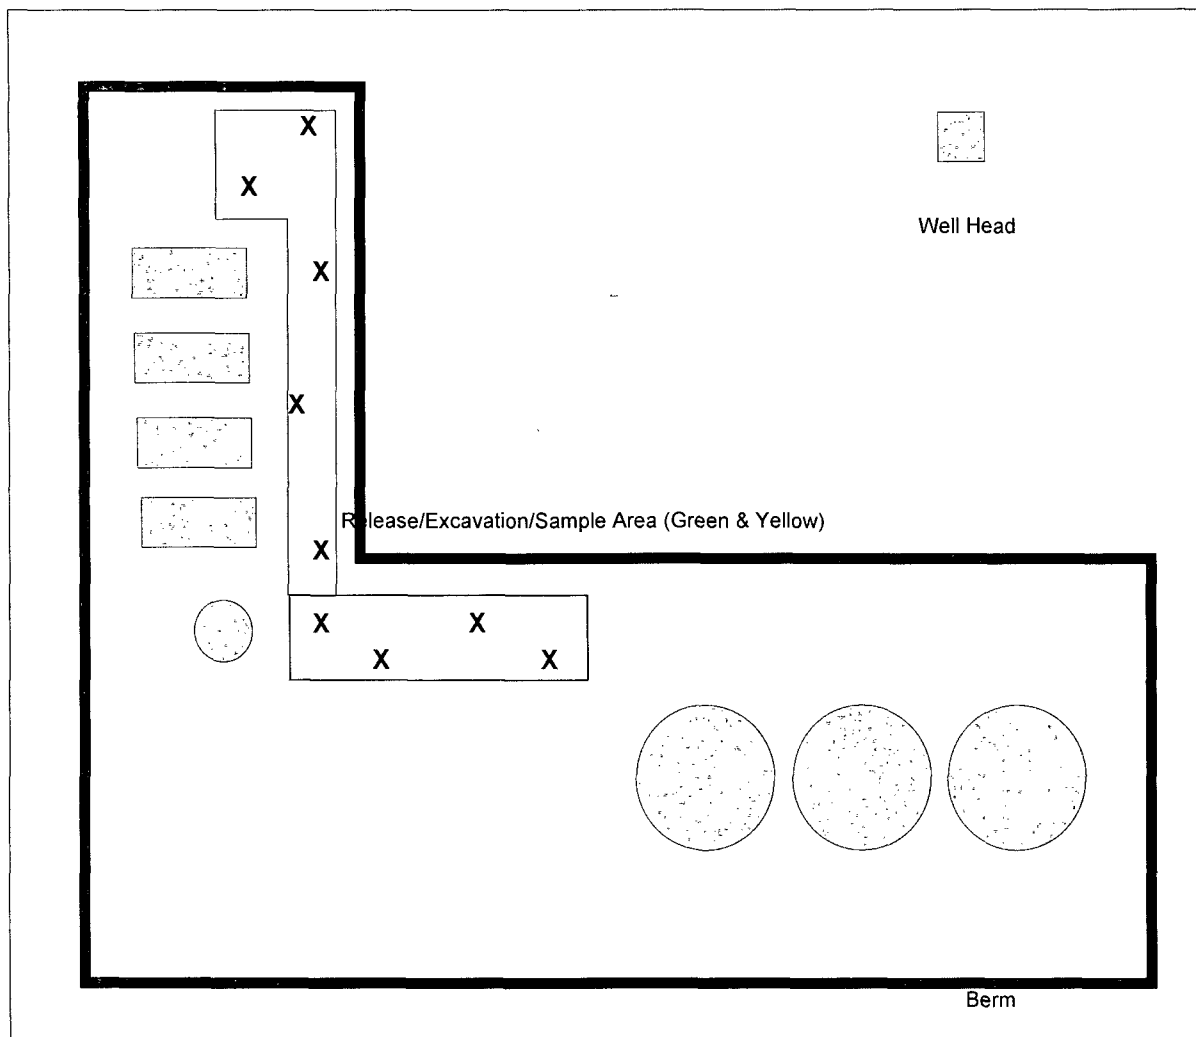 X
X
Well Head
X
X
Release/Excavation/Sample Area (Green & Yellow)
X
X X
X X
Berm